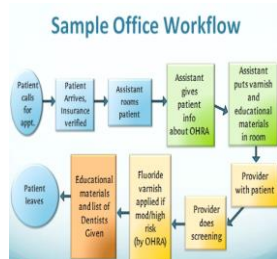 Sample Office Workflow
Patient
calls for
appt.
Patient
Arrives,
Insurance
verified
Assistant
rooms
patient
Assistant
gives
patient
info
about OHRA
Assistant
puts varnish
and
educational
materials
in room
Provider
with patient
Provider
does
screening
Fluoride
varnish
applied if
mod/high
risk
(by OHRA)
Educational
materials
and list of
Dentists
Given
Patient
leaves